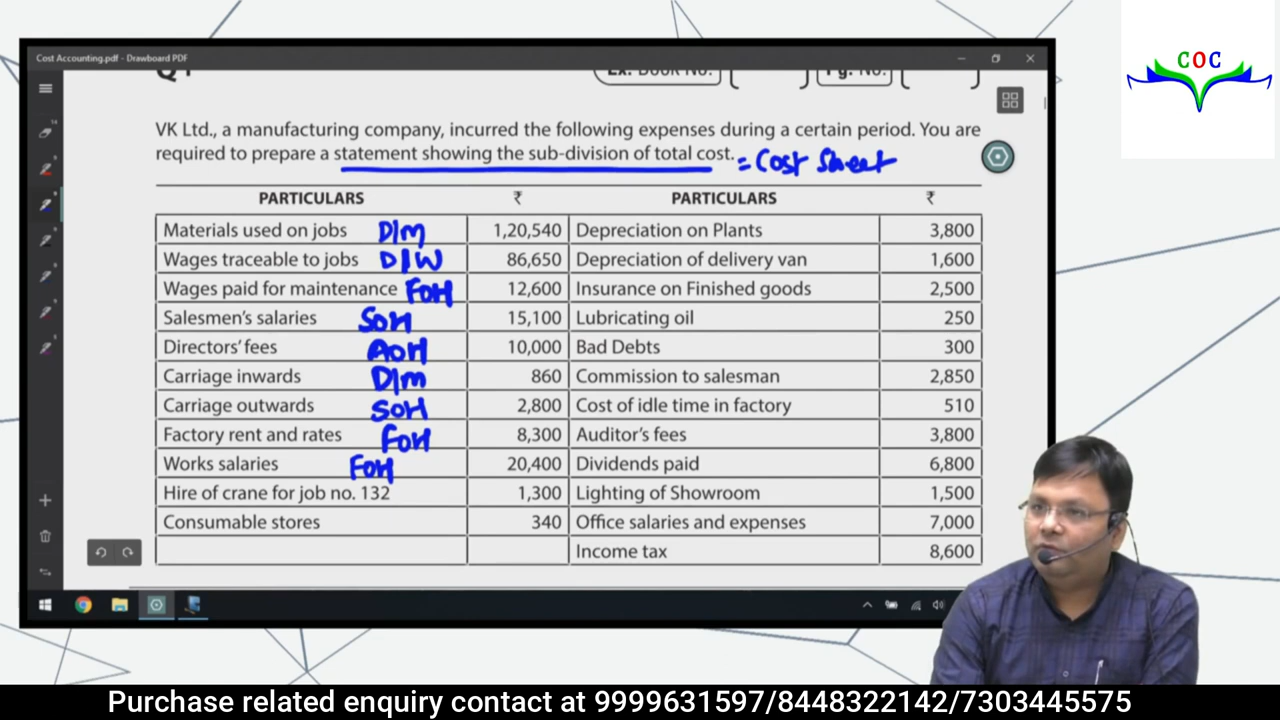 COC
Cost Accounting.pdf - Drawboard PDF
VK Ltd., a manufacturing company, incurred the following expenses during a certain period. You are
required to prepare a statement showing the sub-division of total cost. = Cost Sheet
PARTICULARS ₹ PARTICULARS ₹
Materials used on jobs D/M 1,20,540 Depreciation on Plants 3,800
Wages traceable to jobs D/W 86,650 Depreciation of delivery van 1,600
Wages paid for maintenance FOH 12,600 Insurance on Finished goods 2,500
Salesmen's salaries SOH 15,100 Lubricating oil 250
Directors' fees AOH 10,000 Bad Debts 300
Carriage inwards D/M 860 Commission to salesman 2,850
Carriage outwards SOH 2,800 Cost of idle time in factory 510
Factory rent and rates FOH 8,300 Auditor's fees 3,800
Works salaries FOH 20,400 Dividends paid 6,800
Hire of crane for job no. 132 1,300 Lighting of Showroom 1,500
Consumable stores 340 Office salaries and expenses 7,000
Income tax 8,600
Purchase related enquiry contact at 9999631597/8448322142/7303445575